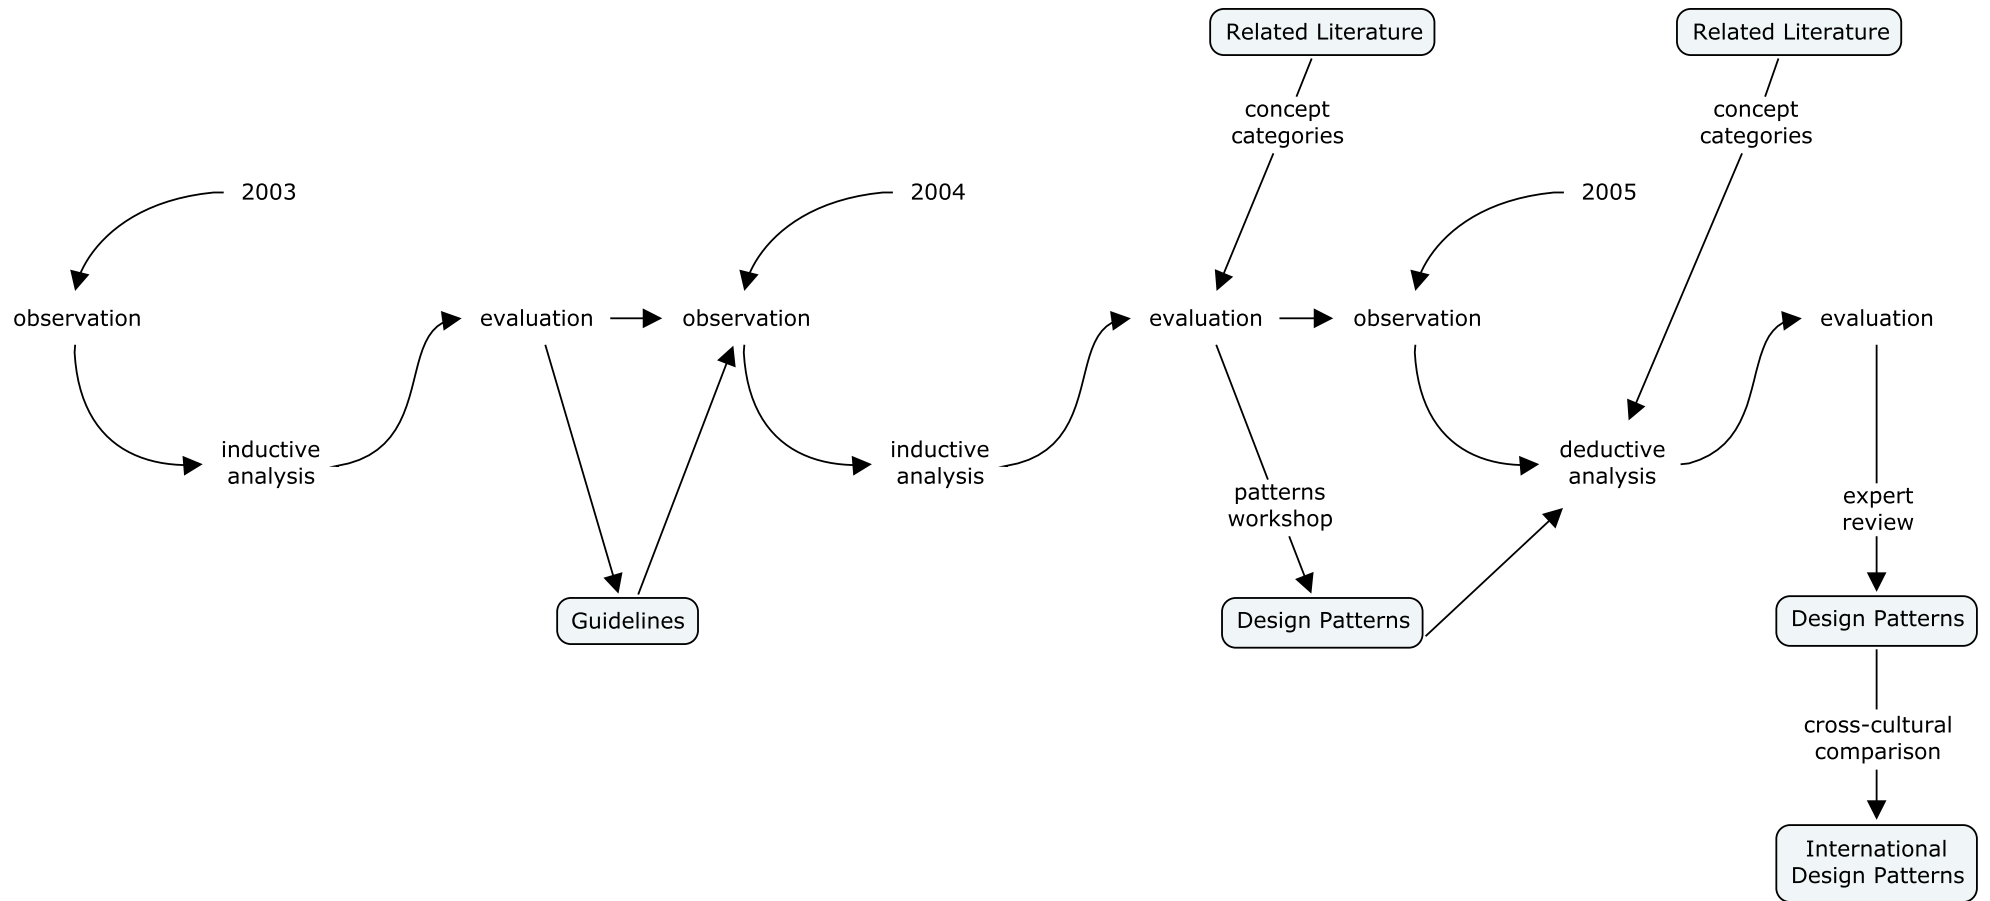 Related Literature
Related Literature
concept
categories
concept
categories
2003
2004
2005
observation
evaluation
observation
evaluation
observation
evaluation
inductive
analysis
inductive
analysis
deductive
analysis
patterns
workshop
expert
review
Guidelines
Design Patterns
Design Patterns
cross-cultural
comparison
International
Design Patterns